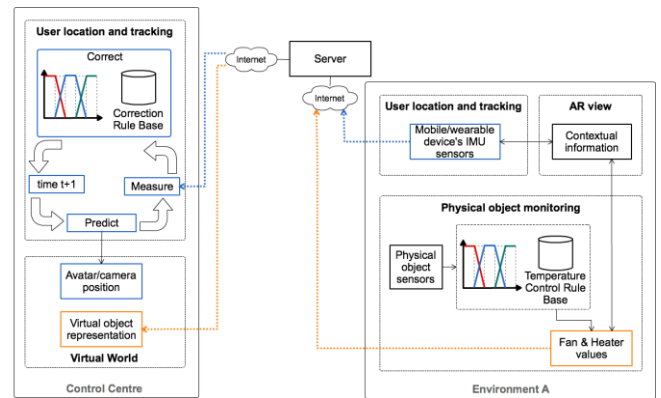 User location and tracking
Correct
Correction
Rule Base
time t+1
Measure
Predict
Avatar/camera
position
Virtual object
representation
Virtual World
Control Centre
Internet
Server
Internet
User location and tracking
Mobile/wearable
device's IMU
sensors
AR view
Contextual
information
Physical object monitoring
Physical
object
sensors
Temperature
Control Rule
Base
Fan & Heater
values
Environment A